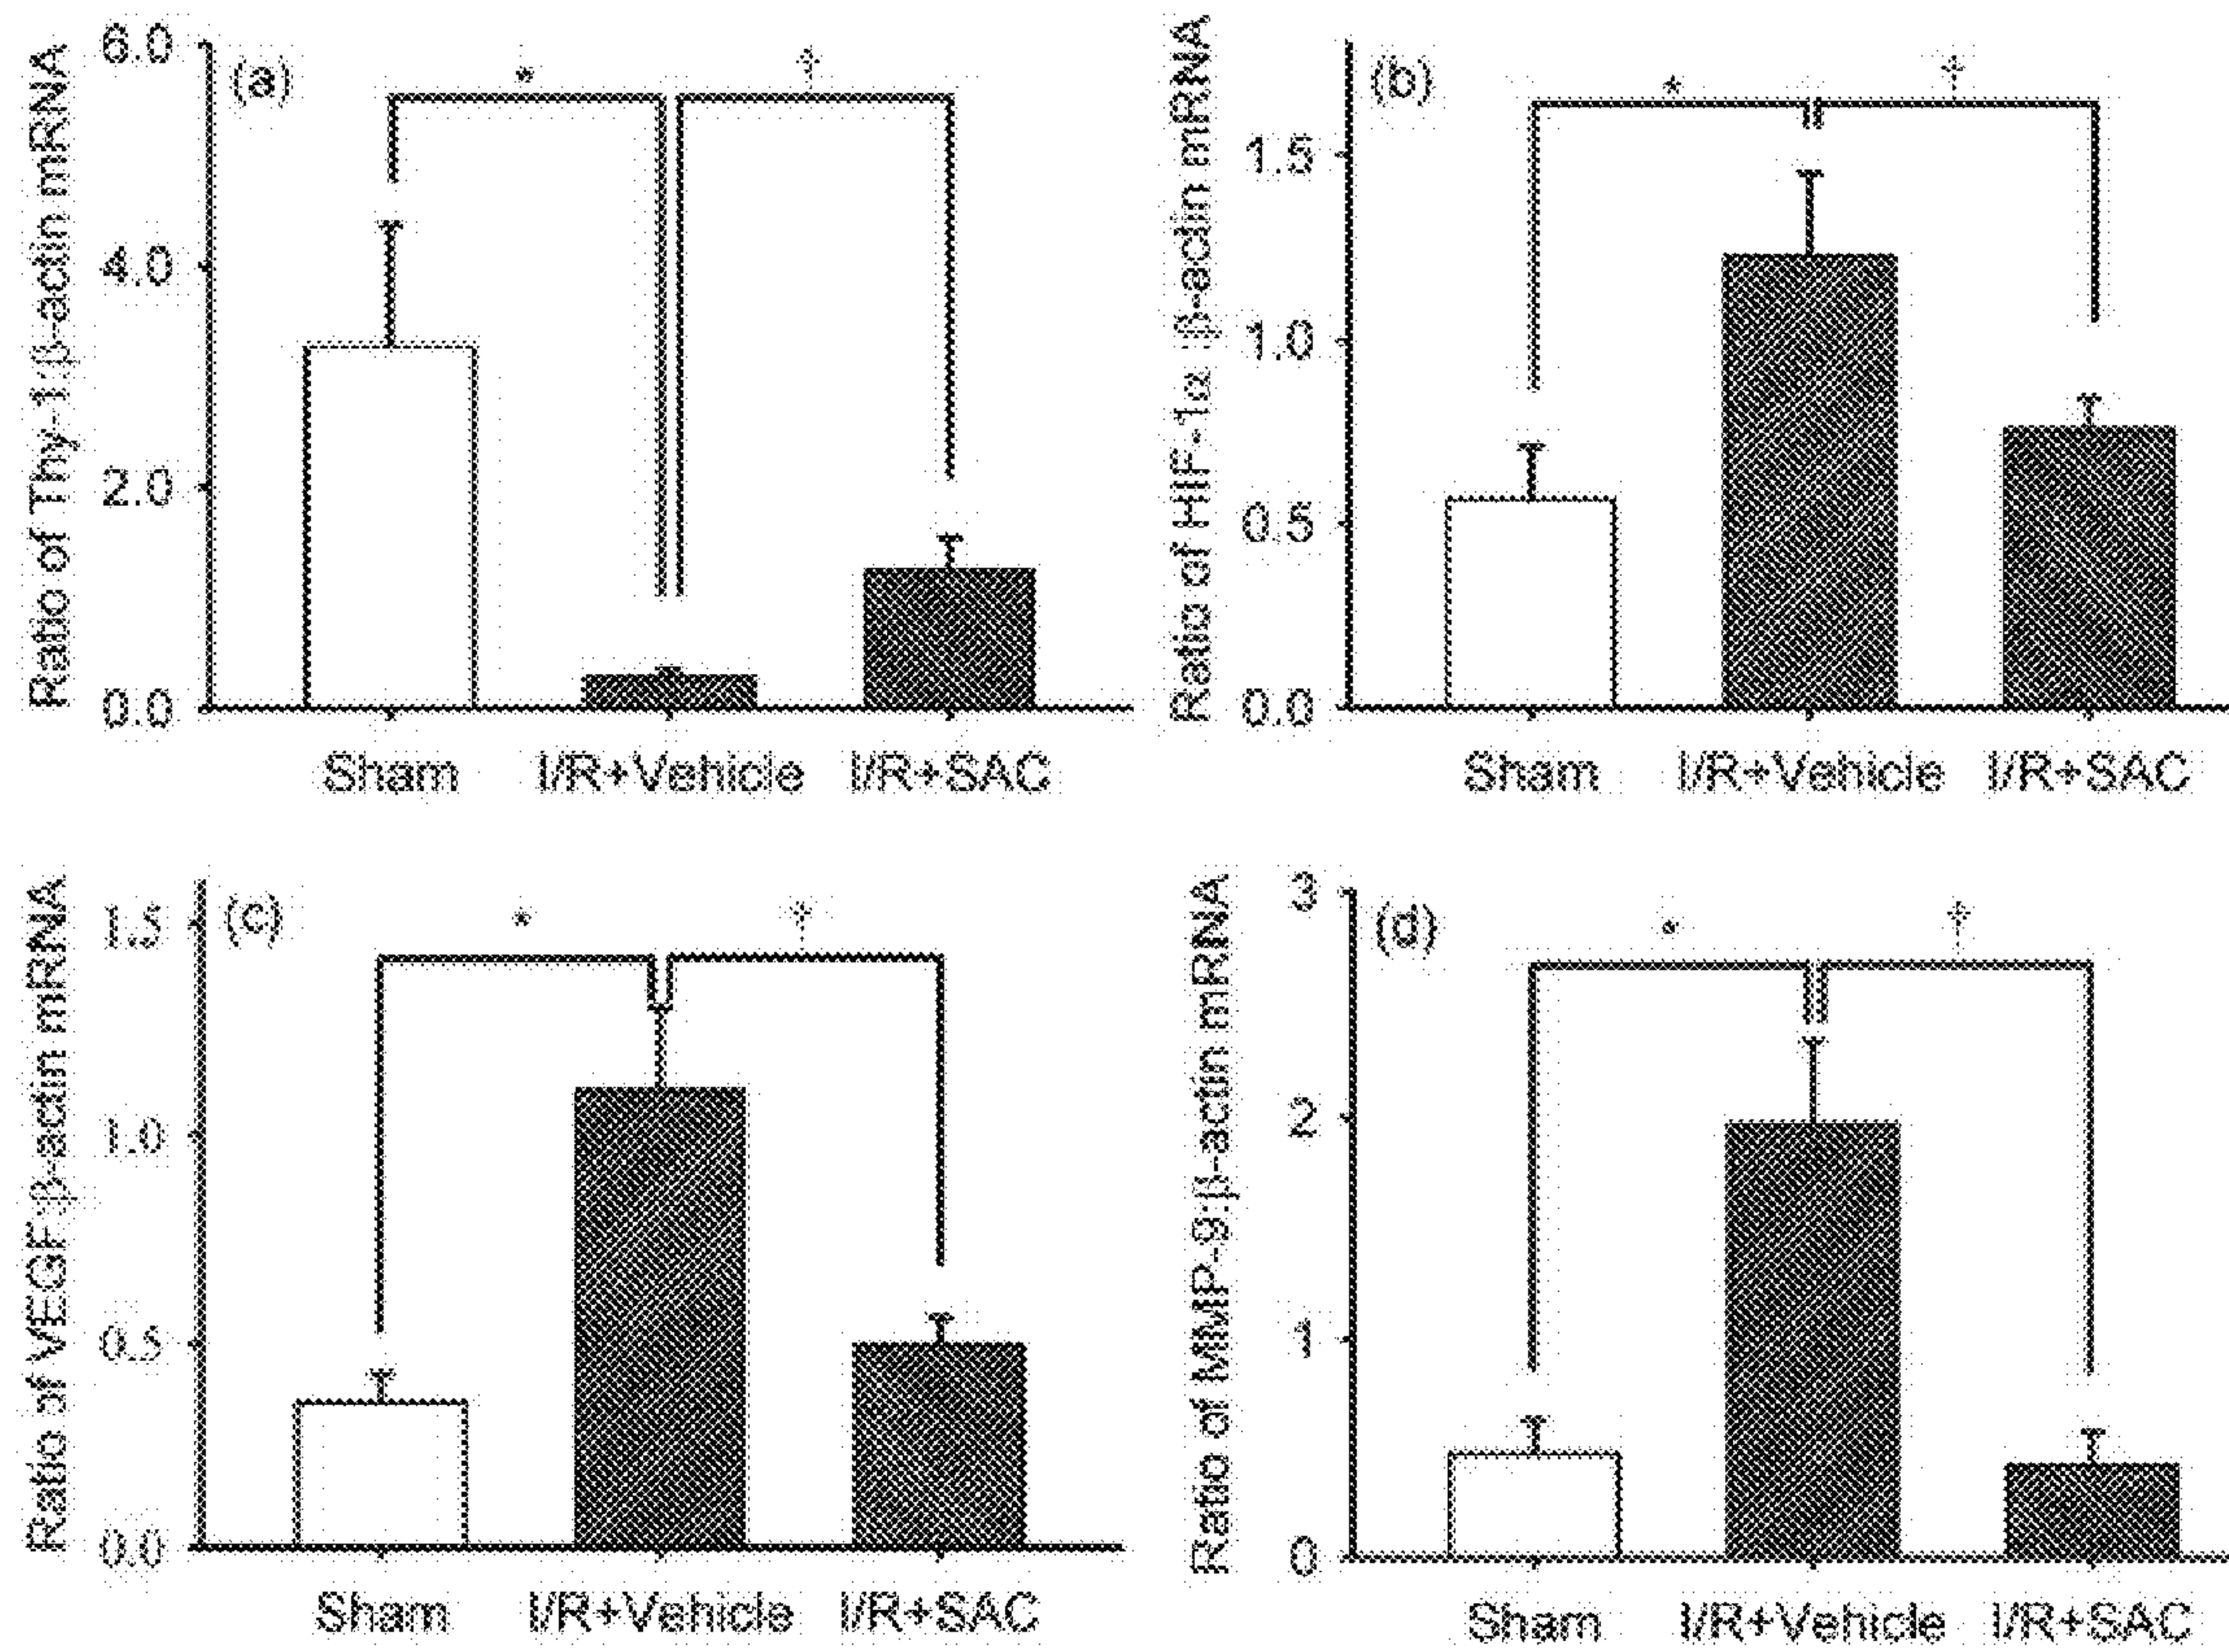 (a)
Ratio of Thy-1:β-actin mRNA
6.0
4.0
2.0
0.0
* †
Sham I/R+Vehicle I/R+SAC
(b)
Ratio of HIF-1α:β-actin mRNA
1.5
1.0
0.5
0.0
* †
Sham I/R+Vehicle I/R+SAC
(c)
Ratio of VEGF:β-actin mRNA
1.5
1.0
0.5
0.0
* †
Sham I/R+Vehicle I/R+SAC
(d)
Ratio of MMP-9:β-actin mRNA
3
2
1
0
* †
Sham I/R+Vehicle I/R+SAC